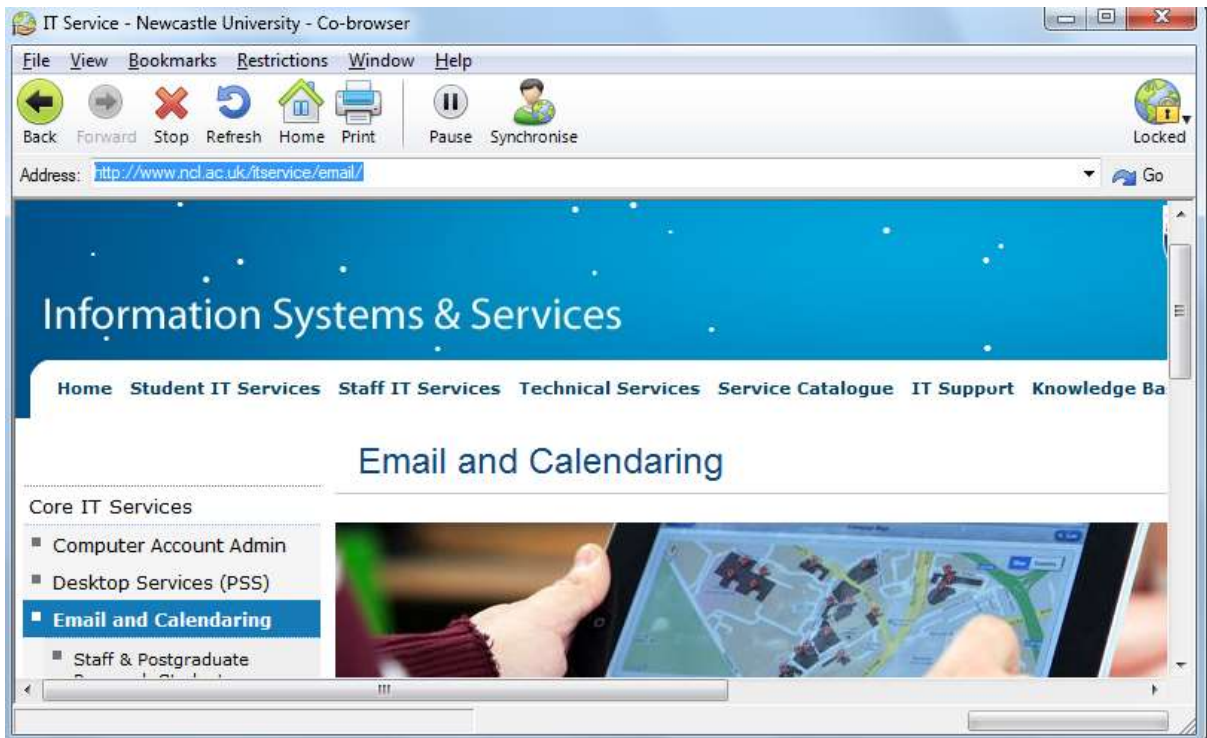 IT Service - Newcastle University - Co-browser
File View Bookmarks Restrictions Window Help
Back Forward Stop Refresh Home Print Pause Synchronise Locked
Address: http://www.ncl.ac.uk/itservice/email/ Go
Information Systems & Services
Home Student IT Services Staff IT Services Technical Services Service Catalogue IT Support Knowledge Ba
Email and Calendaring
Core IT Services
Computer Account Admin
Desktop Services (PSS)
Email and Calendaring
Staff & Postgraduate